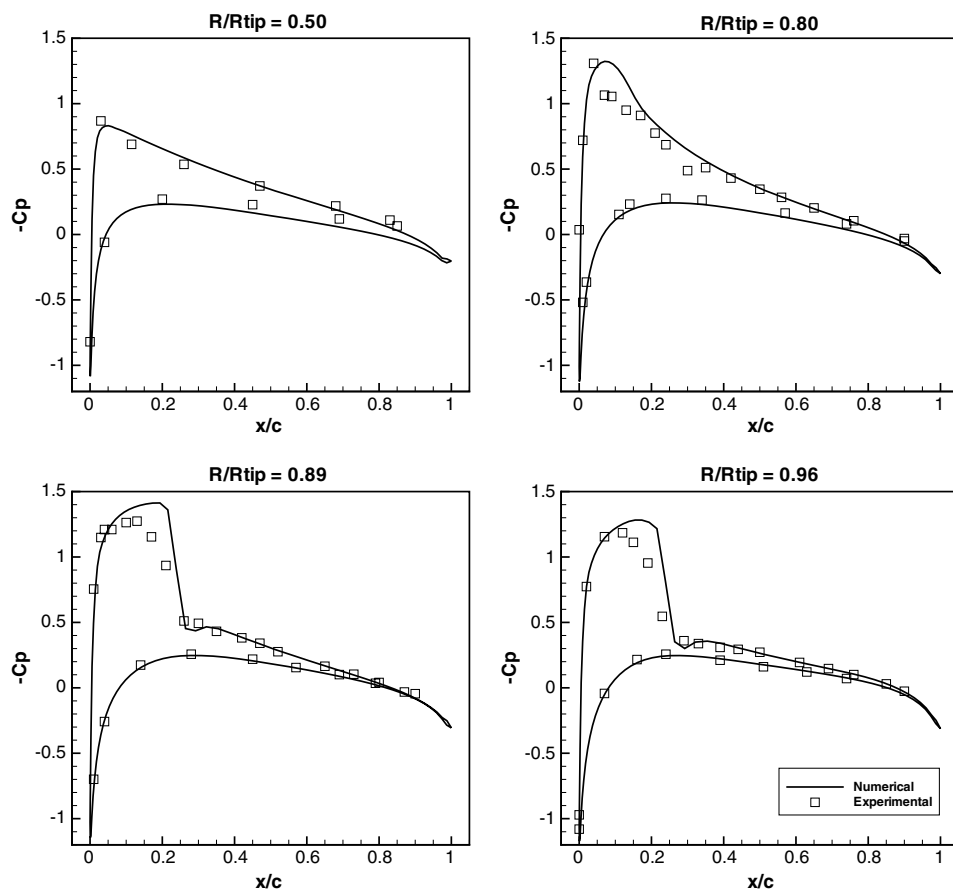 R/Rtip = 0.50
1.5
1
0.5
0
-0.5
-1
-Cp
0 0.2 0.4 0.6 0.8 1
x/c
R/Rtip = 0.80
1.5
1
0.5
0
-0.5
-1
-Cp
0 0.2 0.4 0.6 0.8 1
x/c
R/Rtip = 0.89
1.5
1
0.5
0
-0.5
-1
-Cp
0 0.2 0.4 0.6 0.8 1
x/c
R/Rtip = 0.96
1.5
1
0.5
0
-0.5
-1
-Cp
Numerical
Experimental
0 0.2 0.4 0.6 0.8 1
x/c